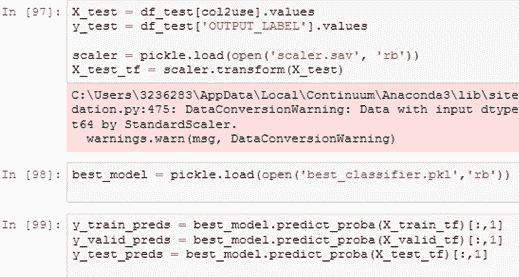 In [97]: X_test = df_test[col2use].values
y_test = df_test['OUTPUT_LABEL'].values
scaler = pickle.load(open('scaler.sav', 'rb'))
X_test_tf = scaler.transform(X_test)
C:\Users\3236283\AppData\Local\Continuum\Anaconda3\lib\site
dation.py:475: DataConversionWarning: Data with input dtype
t64 by StandardScaler.
warnings.warn(msg, DataConversionWarning)
In [98]: best_model = pickle.load(open('best_classifier.pkl','rb'))
In [99]: y_train_preds = best_model.predict_proba(X_train_tf)[:,1]
y_valid_preds = best_model.predict_proba(X_valid_tf)[:,1]
y_test_preds = best_model.predict_proba(X_test_tf)[:,1]